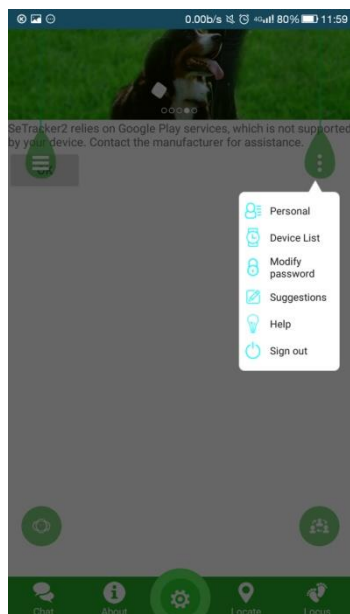 0.00b/s 4G 80% 11:59
SeTracker2 relies on Google Play services, which is not supported
by your device. Contact the manufacturer for assistance.
Personal
Device List
Modify
password
Suggestions
Help
Sign out
Chat About Locate Locus